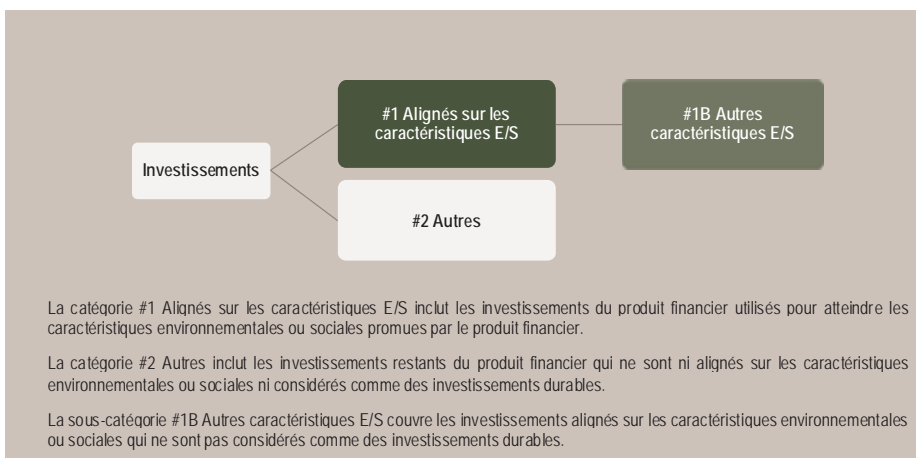 #1 Alignés sur les
caractéristiques E/S
#1B Autres
caractéristiques E/S
Investissements
#2 Autres
La catégorie #1 Alignés sur les caractéristiques E/S inclut les investissements du produit financier utilisés pour atteindre les
caractéristiques environnementales ou sociales promues par le produit financier.
La catégorie #2 Autres inclut les investissements restants du produit financier qui ne sont ni alignés sur les caractéristiques
environnementales ou sociales ni considérés comme des investissements durables.
La sous-catégorie #1B Autres caractéristiques E/S couvre les investissements alignés sur les caractéristiques environnementales
ou sociales qui ne sont pas considérés comme des investissements durables.